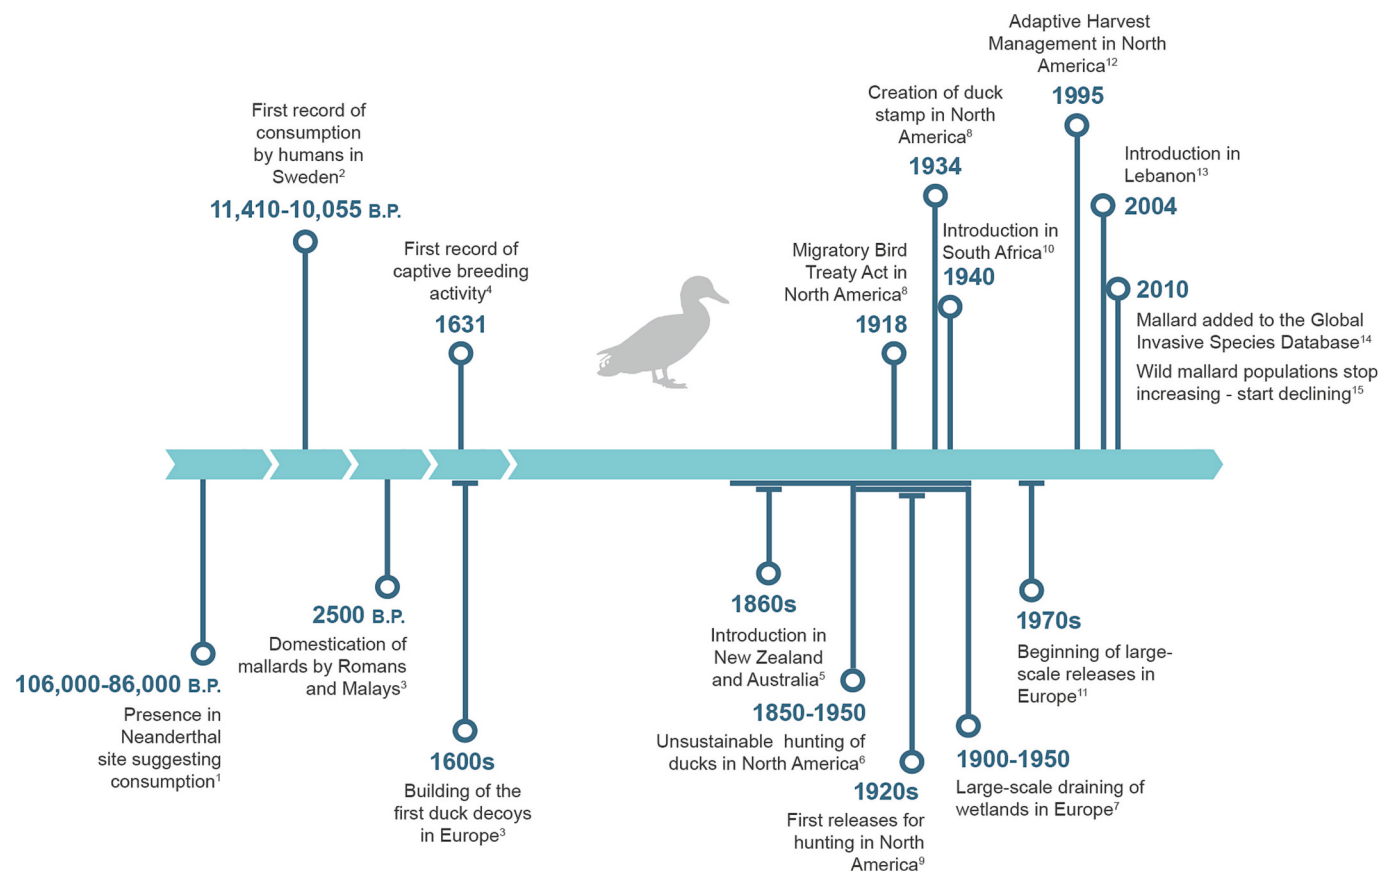 Adaptive Harvest
Management in North
America¹²
1995
Creation of duck
stamp in North
America⁸
1934
First record of
consumption
by humans in
Sweden²
11,410-10,055 B.P.
Introduction in
Lebanon¹³
2004
First record of
captive breeding
activity⁴
1631
Migratory Bird
Treaty Act in
North America⁸
1918
Introduction in
South Africa¹⁰
1940
2010
Mallard added to the Global
Invasive Species Database¹⁴
Wild mallard populations stop
increasing - start declining¹⁵
106,000-86,000 B.P.
Presence in
Neanderthal
site suggesting
consumption¹
2500 B.P.
Domestication of
mallards by Romans
and Malays³
1600s
Building of the
first duck decoys
in Europe³
1860s
Introduction in
New Zealand
and Australia⁵
1850-1950
Unsustainable hunting of
ducks in North America⁶
1920s
First releases for
hunting in North
America⁹
1900-1950
Large-scale draining of
wetlands in Europe⁷
1970s
Beginning of large-
scale releases in
Europe¹¹